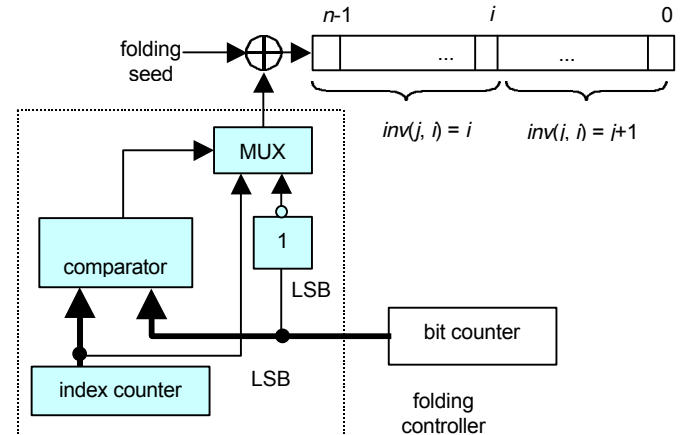 n-1 i 0
folding
seed
... ...
inv(j, i) = i inv(j, i) = j+1
MUX
1
comparator
LSB
bit counter
LSB
index counter
folding
controller